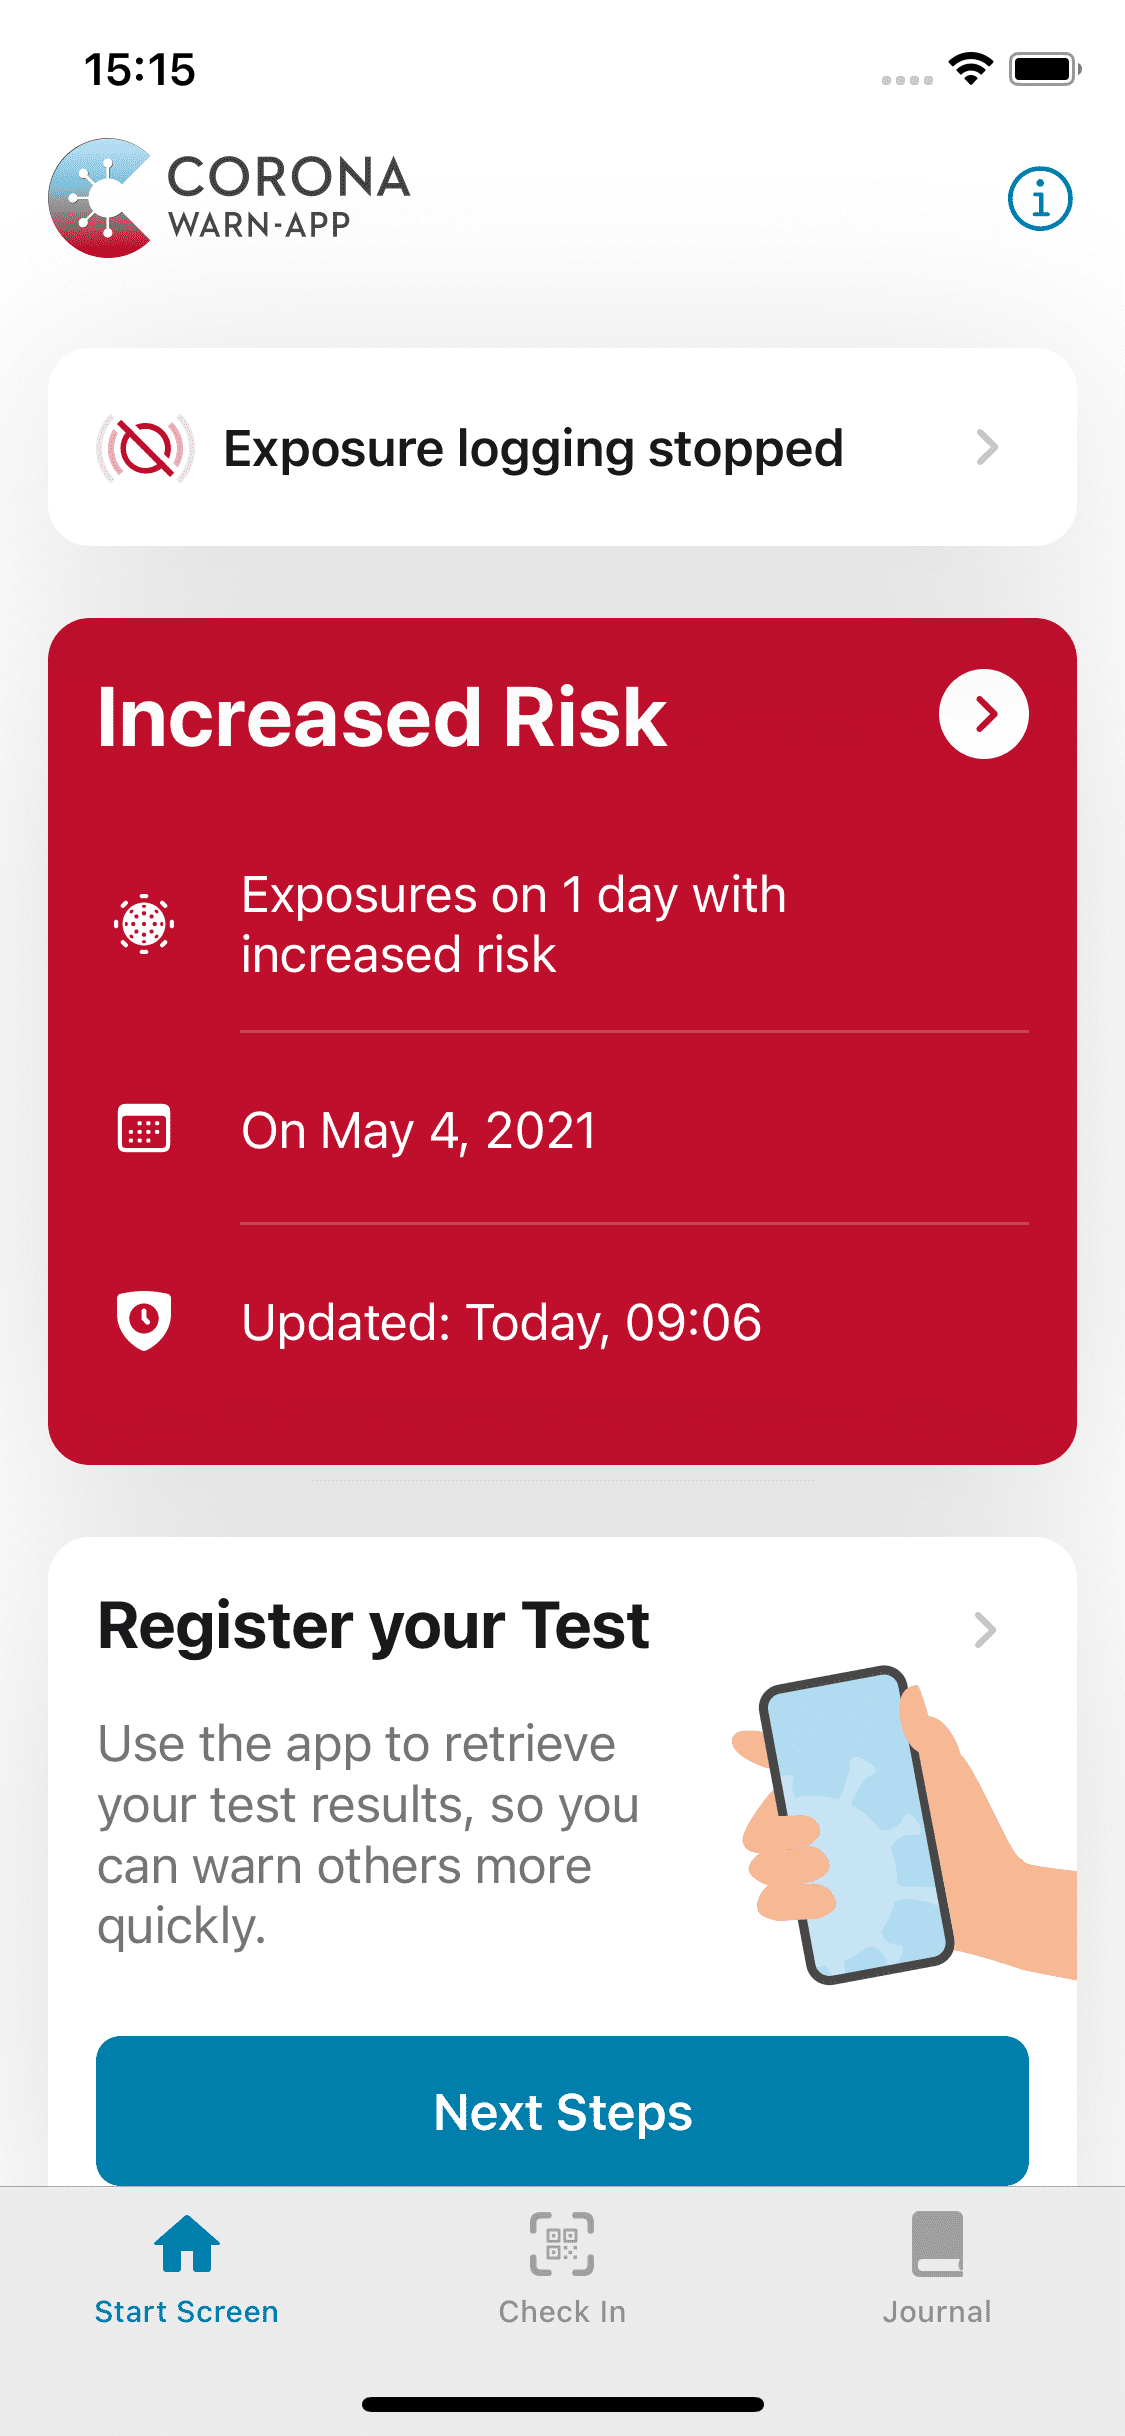 15:15
CORONA
WARN-APP
Exposure logging stopped
Increased Risk
Exposures on 1 day with
increased risk
On May 4, 2021
Updated: Today, 09:06
Register your Test
Use the app to retrieve
your test results, so you
can warn others more
quickly.
Next Steps
Start Screen
Check In
Journal